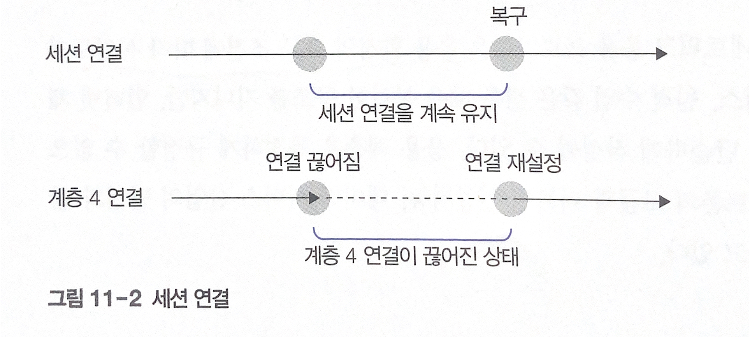 복구
세션 연결
세션 연결을 계속 유지
연결 끊어짐 연결 재설정
계층 4 연결
계층 4 연결이 끊어진 상태
그림 11-2 세션 연결